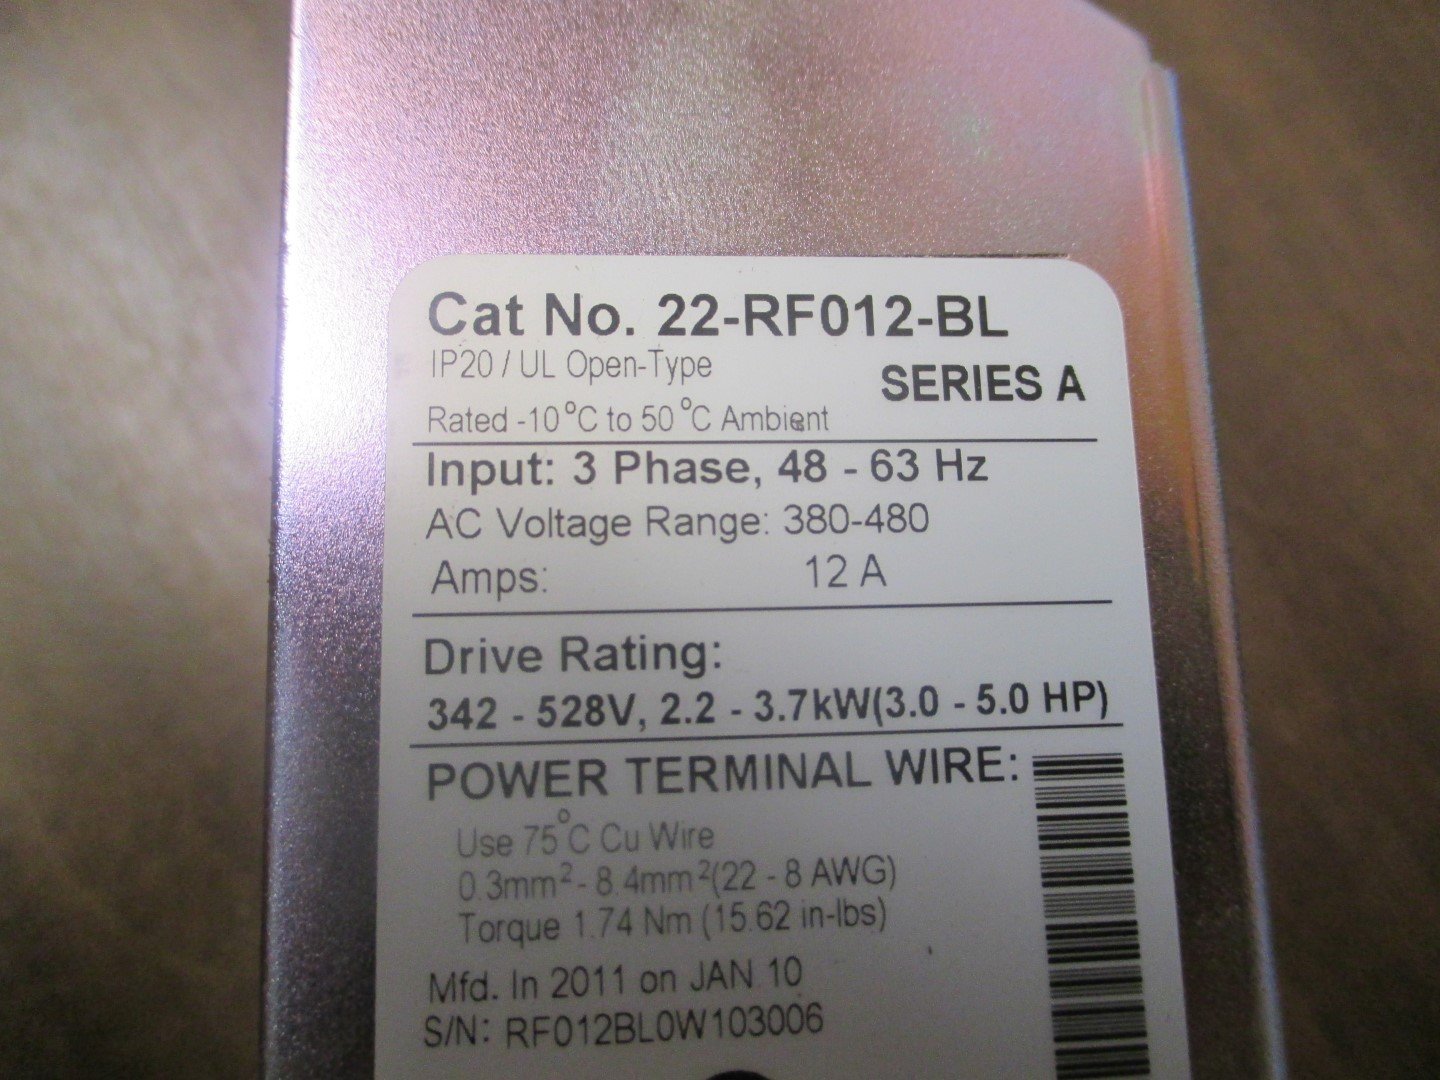 Cat No. 22-RF012-BL
IP20 / UL Open-Type
SERIES A
Rated -10°C to 50°C Ambient
Input: 3 Phase, 48 - 63 Hz
AC Voltage Range: 380-480
Amps: 12 A
Drive Rating:
342 - 528V, 2.2 - 3.7kW(3.0 - 5.0 HP)
POWER TERMINAL WIRE:
Use 75°C Cu Wire
0.3mm²- 8.4mm²(22 - 8 AWG)
Torque 1.74 Nm (15.62 in-lbs)
Mfd. In 2011 on JAN 10
S/N: RF012BL0W103006